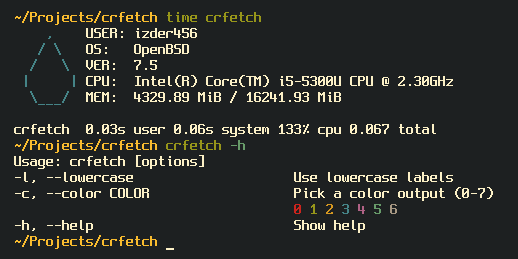 ~/Projects/crfetch time crfetch
USER: izder456
OS: OpenBSD
VER: 7.5
CPU: Intel(R) Core(TM) i5-5300U CPU @ 2.30GHz
MEM: 4329.89 MiB / 16241.93 MiB
crfetch 0.03s user 0.06s system 133% cpu 0.067 total
~/Projects/crfetch crfetch -h
Usage: crfetch [options]
-l, --lowercase Use lowercase labels
-c, --color COLOR Pick a color output (0-7)
0 1 2 3 4 5 6
-h, --help Show help
~/Projects/crfetch _